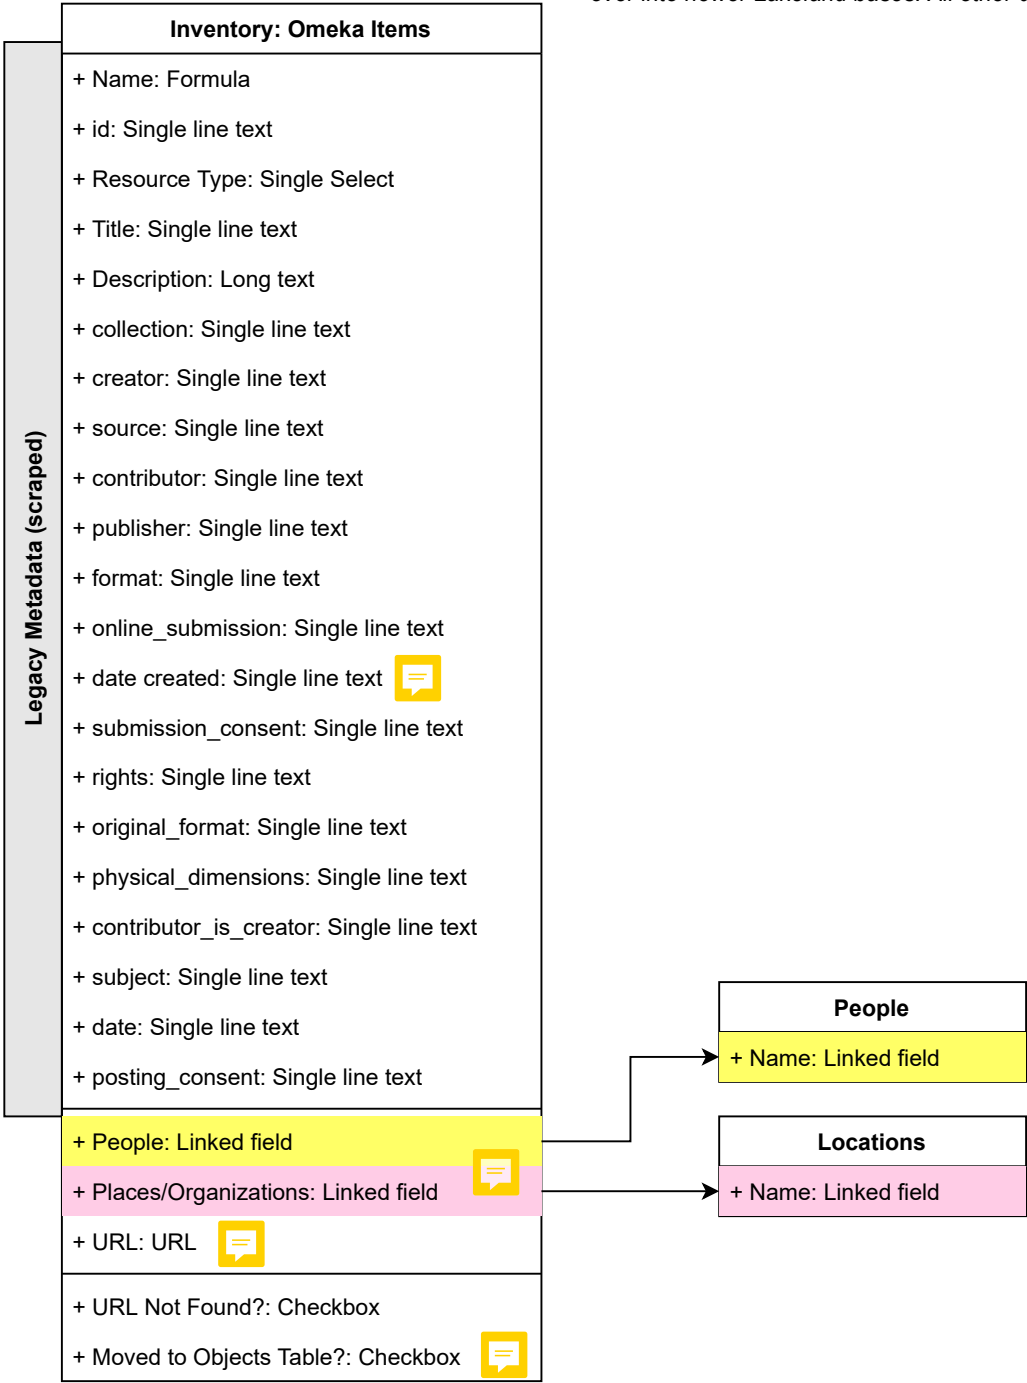 Inventory: Omeka Items
Legacy Metadata (scraped)
+ Name: Formula
+ id: Single line text
+ Resource Type: Single Select
+ Title: Single line text
+ Description: Long text
+ collection: Single line text
+ creator: Single line text
+ source: Single line text
+ contributor: Single line text
+ publisher: Single line text
+ format: Single line text
+ online_submission: Single line text
+ date created: Single line text
+ submission_consent: Single line text
+ rights: Single line text
+ original_format: Single line text
+ physical_dimensions: Single line text
+ contributor_is_creator: Single line text
+ subject: Single line text
+ date: Single line text
+ posting_consent: Single line text
+ People: Linked field
+ Places/Organizations: Linked field
+ URL: URL
+ URL Not Found?: Checkbox
+ Moved to Objects Table?: Checkbox
People
+ Name: Linked field
Locations
+ Name: Linked field